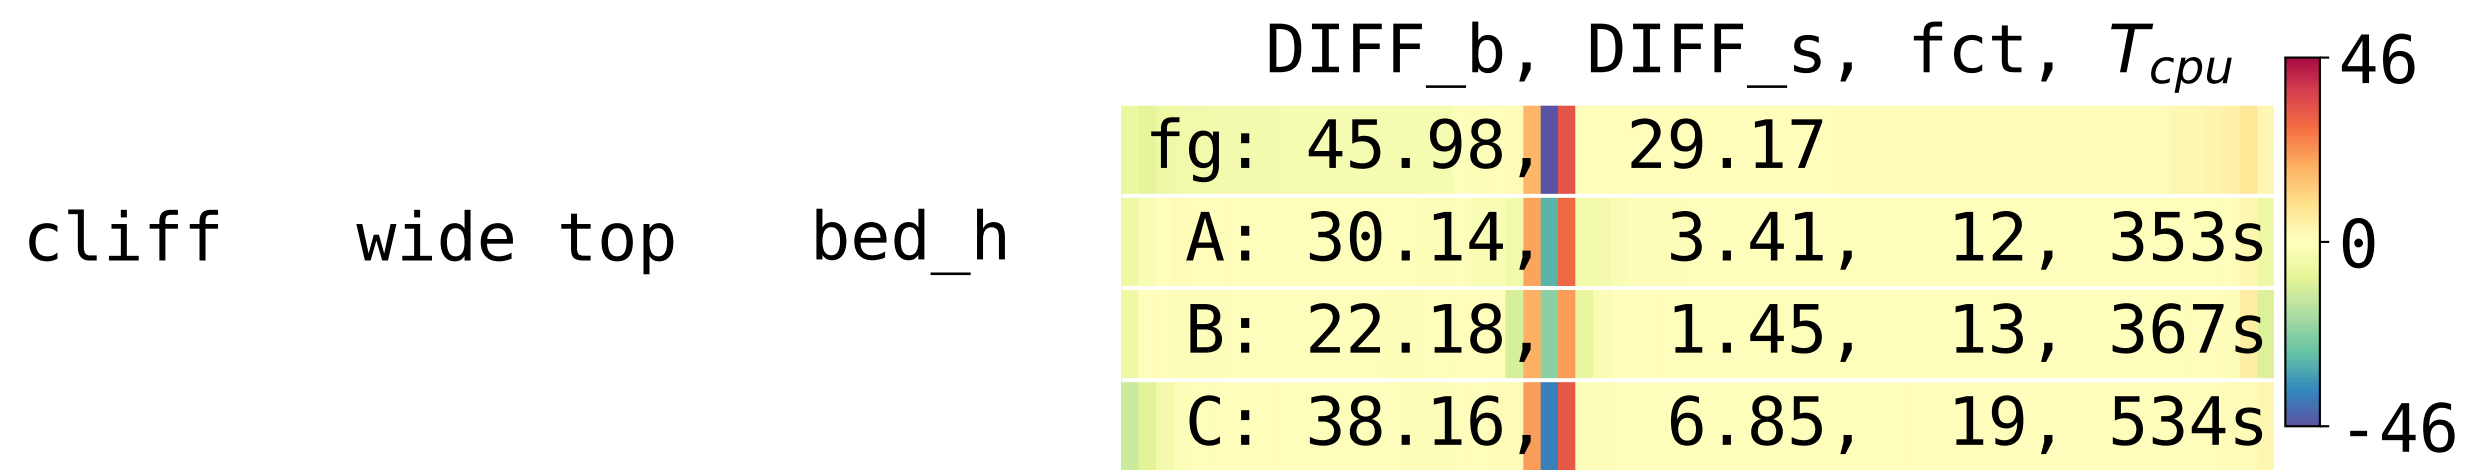 DIFF_b, DIFF_s, fct, T_cpu
46
fg: 45.98, 29.17
A: 30.14, 3.41, 12, 353s
cliff wide top bed_h
0
B: 22.18, 1.45, 13, 367s
C: 38.16, 6.85, 19, 534s
-46